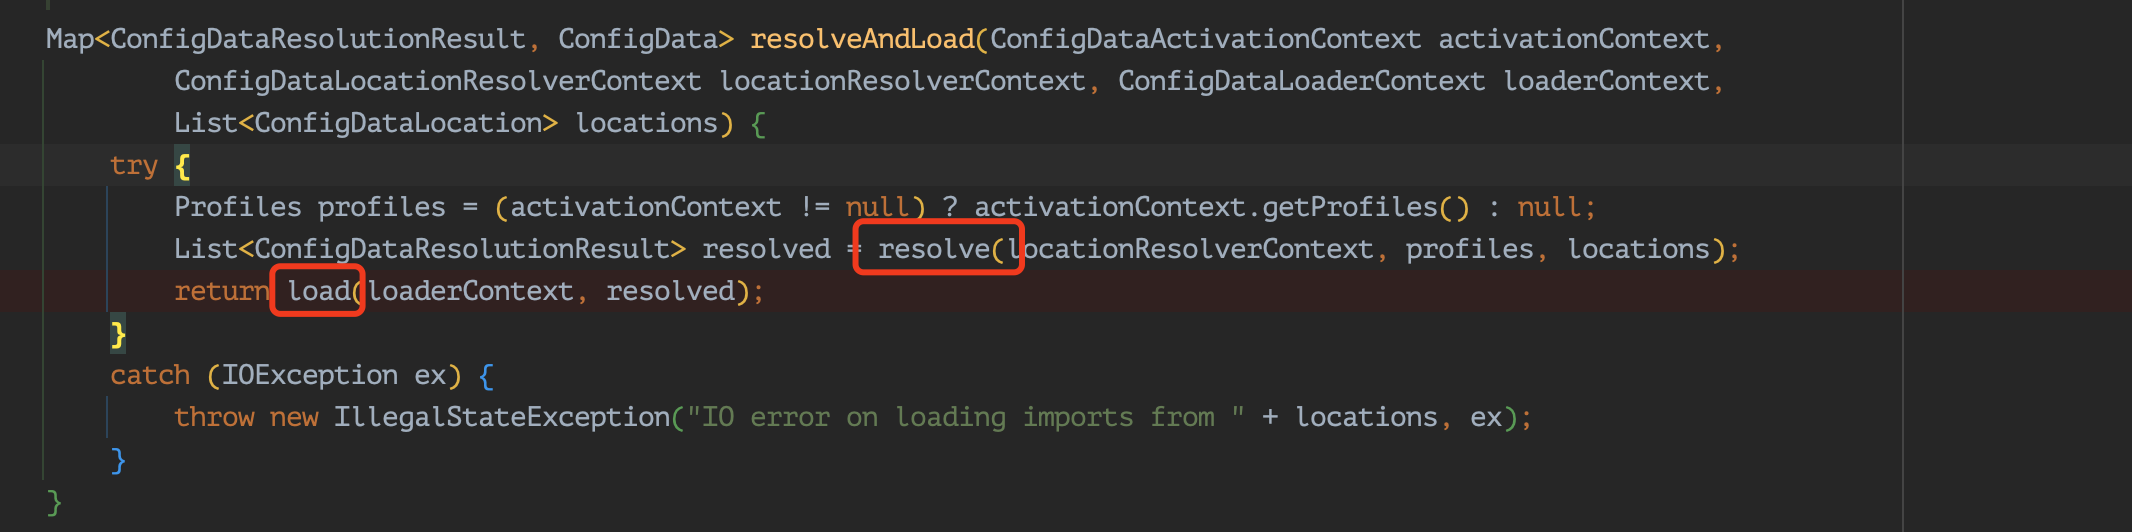 Map<ConfigDataResolutionResult, ConfigData> resolveAndLoad(ConfigDataActivationContext activationContext,
ConfigDataLocationResolverContext locationResolverContext, ConfigDataLoaderContext loaderContext,
List<ConfigDataLocation> locations) {
try {
Profiles profiles = (activationContext != null) ? activationContext.getProfiles() : null;
List<ConfigDataResolutionResult> resolved = resolve(locationResolverContext, profiles, locations);
return load(loaderContext, resolved);
}
catch (IOException ex) {
throw new IllegalStateException("IO error on loading imports from " + locations, ex);
}
}